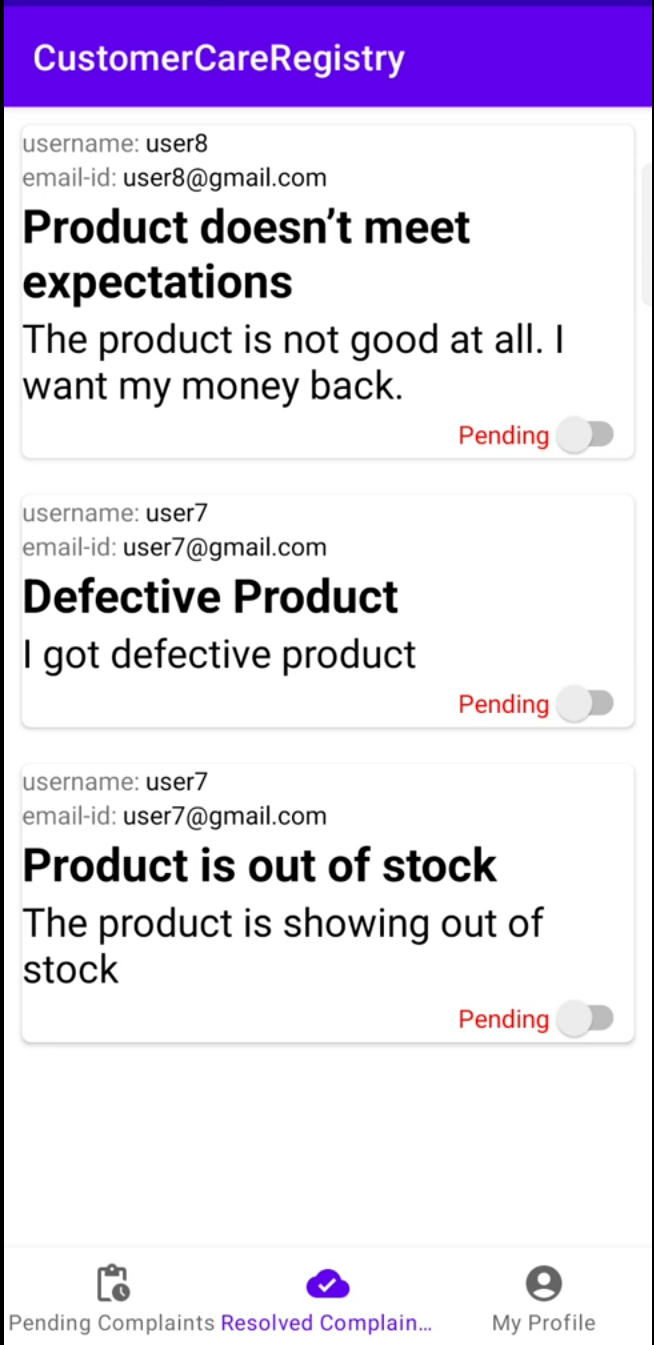 CustomerCareRegistry
username: user8
email-id: user8@gmail.com
Product doesn’t meet
expectations
The product is not good at all. I
want my money back.
Pending
username: user7
email-id: user7@gmail.com
Defective Product
I got defective product
Pending
username: user7
email-id: user7@gmail.com
Product is out of stock
The product is showing out of
stock
Pending
Pending Complaints Resolved Complain... My Profile